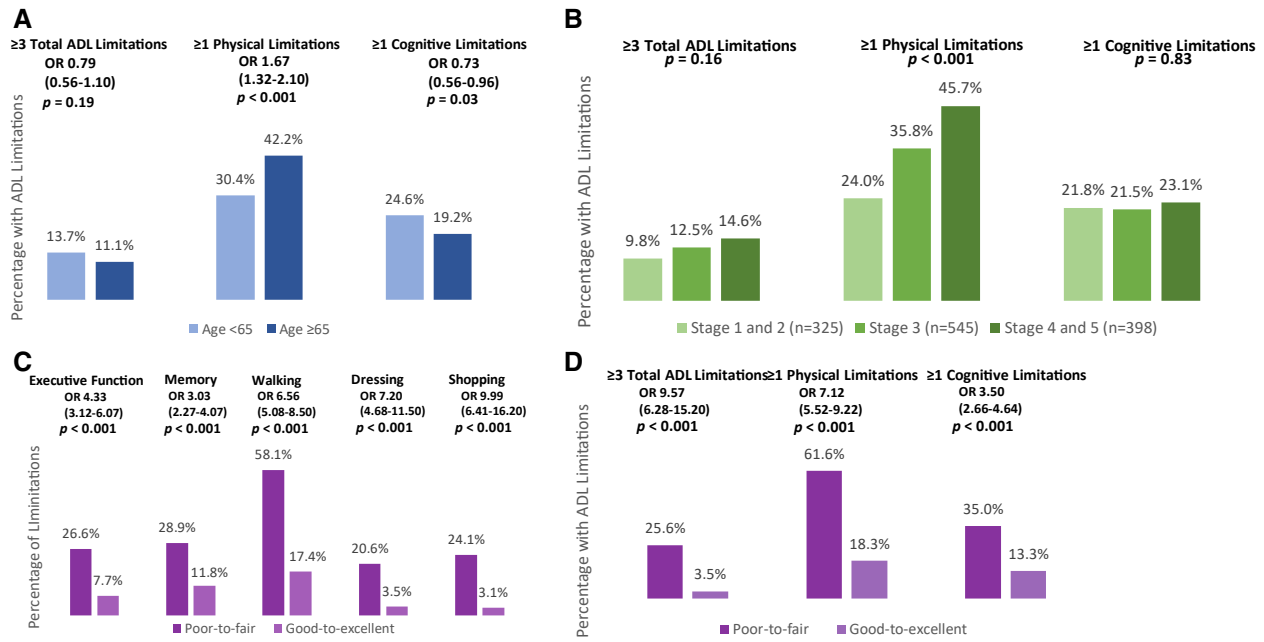 A
≥3 Total ADL Limitations
OR 0.79
(0.56-1.10)
p = 0.19
≥1 Physical Limitations
OR 1.67
(1.32-2.10)
p < 0.001
≥1 Cognitive Limitations
OR 0.73
(0.56-0.96)
p = 0.03
Percentage with ADL Limitations
13.7%
11.1%
30.4%
42.2%
24.6%
19.2%
Age <65
Age ≥65
B
≥3 Total ADL Limitations
p = 0.16
≥1 Physical Limitations
p < 0.001
≥1 Cognitive Limitations
p = 0.83
Percentage with ADL Limitations
9.8%
12.5%
14.6%
24.0%
35.8%
45.7%
21.8%
21.5%
23.1%
Stage 1 and 2 (n=325)
Stage 3 (n=545)
Stage 4 and 5 (n=398)
C
Executive Function
OR 4.33
(3.12-6.07)
p < 0.001
Memory
OR 3.03
(2.27-4.07)
p < 0.001
Walking
OR 6.56
(5.08-8.50)
p < 0.001
Dressing
OR 7.20
(4.68-11.50)
p < 0.001
Shopping
OR 9.99
(6.41-16.20)
p < 0.001
Percentage of LIminitations
26.6%
7.7%
28.9%
11.8%
58.1%
17.4%
20.6%
3.5%
24.1%
3.1%
Poor-to-fair
Good-to-excellent
D
≥3 Total ADL Limitations
OR 9.57
(6.28-15.20)
p < 0.001
≥1 Physical Limitations
OR 7.12
(5.52-9.22)
p < 0.001
≥1 Cognitive Limitations
OR 3.50
(2.66-4.64)
p < 0.001
Percentage with ADL Limitations
25.6%
3.5%
61.6%
18.3%
35.0%
13.3%
Poor-to-fair
Good-to-excellent